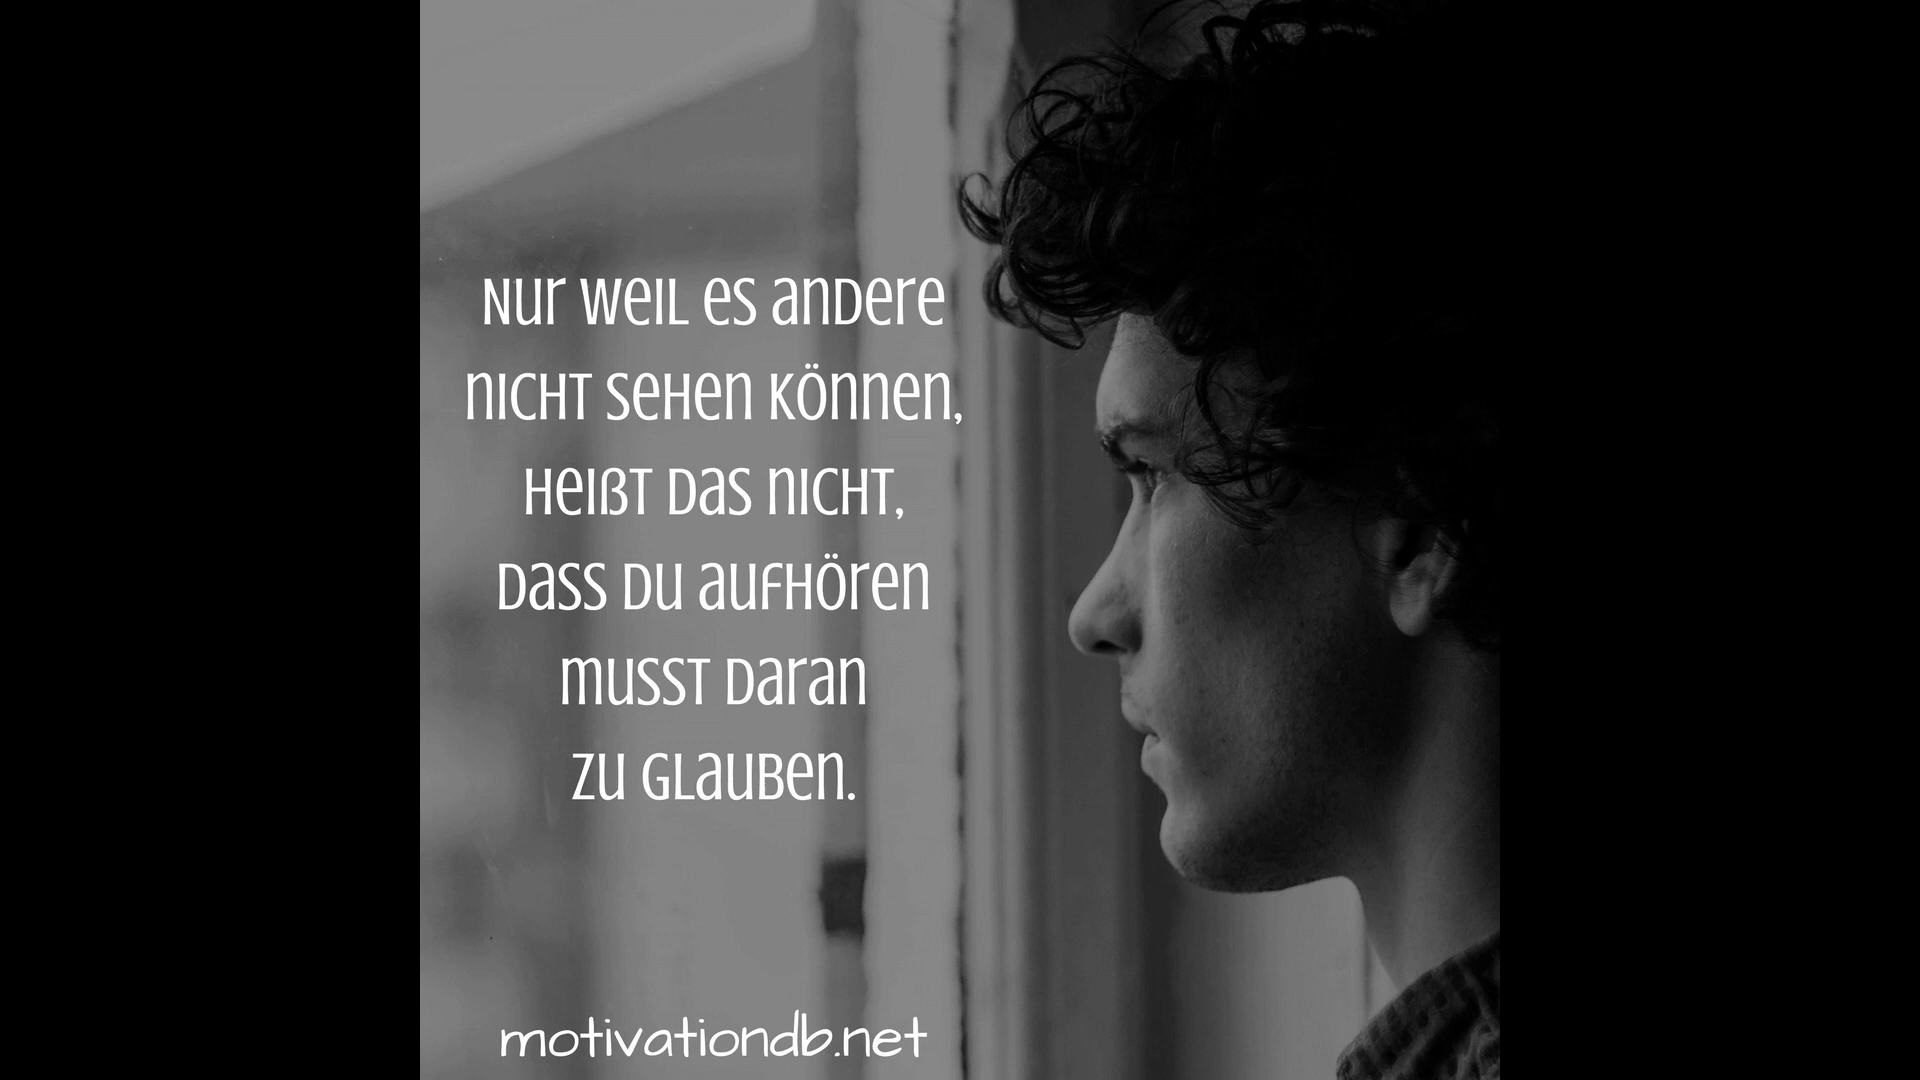 Nur weil es andere
nicht sehen können,
heißt das nicht,
dass du aufhören
musst daran
zu glauben.
motivationdb.net